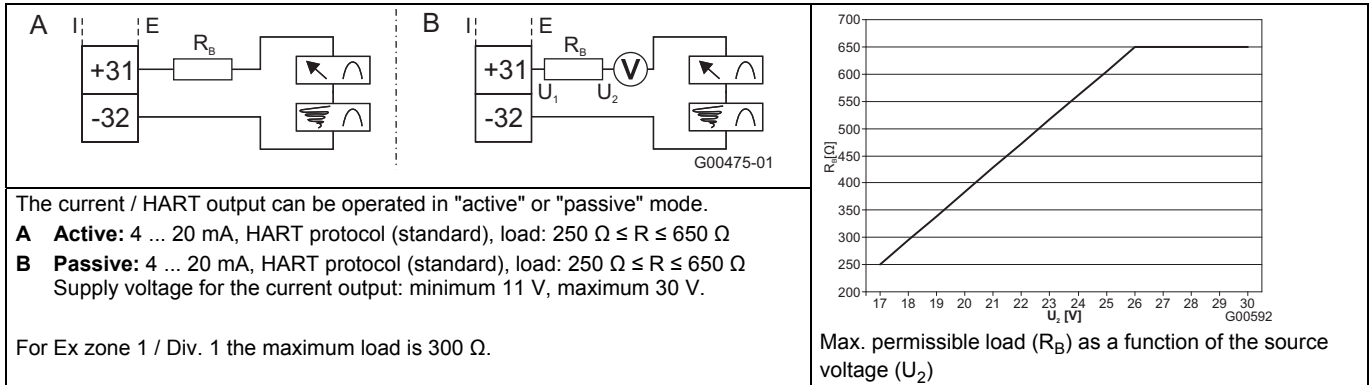 A
I
E
+31
-32
R_B
B
I
E
+31
-32
R_B
V
U_1
U_2
G00475-01
The current / HART output can be operated in "active" or "passive" mode.
A Active: 4 ... 20 mA, HART protocol (standard), load: 250 Ω ≤ R ≤ 650 Ω
B Passive: 4 ... 20 mA, HART protocol (standard), load: 250 Ω ≤ R ≤ 650 Ω
Supply voltage for the current output: minimum 11 V, maximum 30 V.
For Ex zone 1 / Div. 1 the maximum load is 300 Ω.
700
650
600
550
500
450
400
350
300
250
200
R_B[Ω]
17 18 19 20 21 22 23 24 25 26 27 28 29 30
U_2 [V]
G00592
Max. permissible load (R_B) as a function of the source
voltage (U_2)